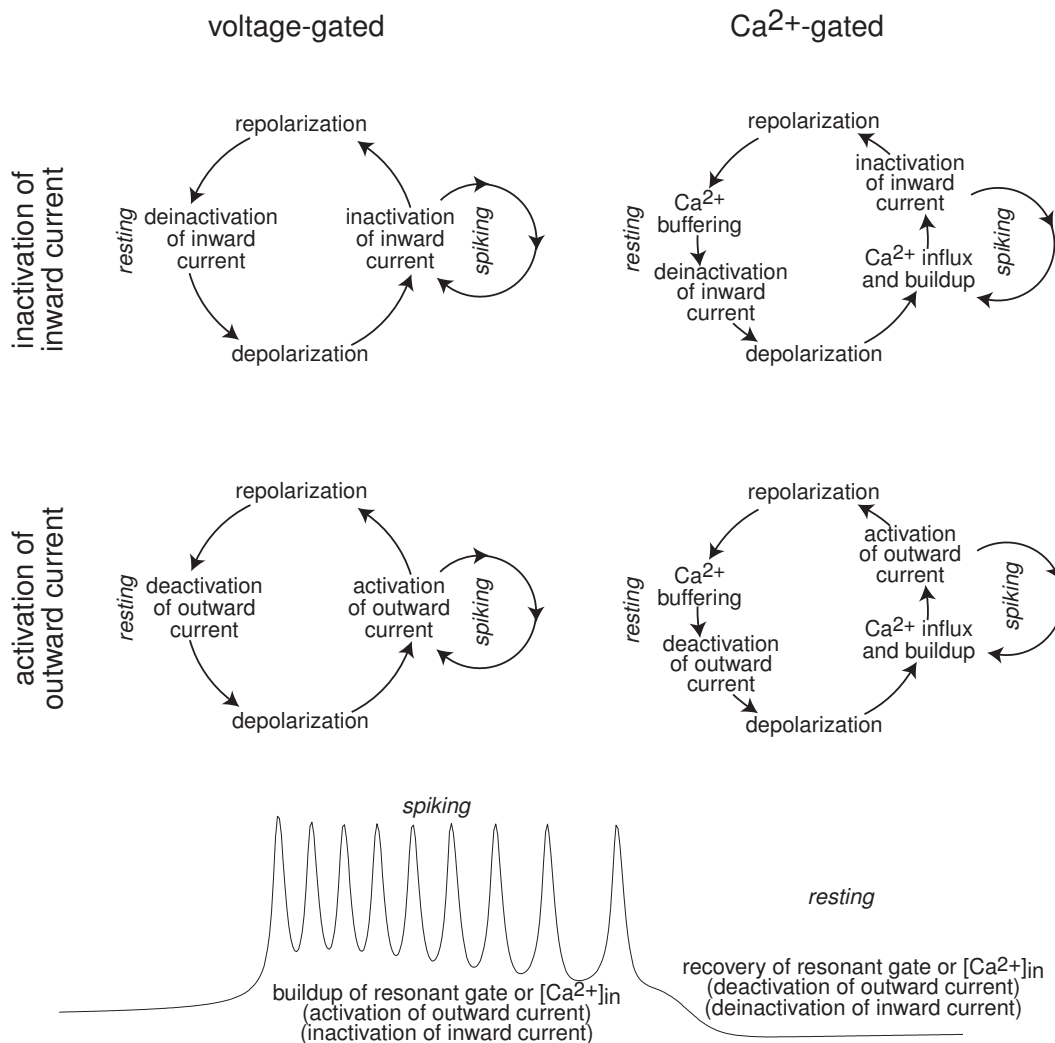 voltage-gated
Ca2+-gated
inactivation of
inward current
repolarization
resting
deinactivation
of inward
current
inactivation
of inward
current
spiking
depolarization
repolarization
resting
Ca2+
buffering
deinactivation
of inward
current
inactivation
of inward
current
Ca2+ influx
and buildup
spiking
depolarization
activation of
outward current
repolarization
resting
deactivation
of outward
current
activation
of outward
current
spiking
depolarization
repolarization
resting
Ca2+
buffering
deactivation
of outward
current
activation
of outward
current
Ca2+ influx
and buildup
spiking
depolarization
spiking
buildup of resonant gate or [Ca2+]in
(activation of outward current)
(inactivation of inward current)
resting
recovery of resonant gate or [Ca2+]in
(deactivation of outward current)
(deinactivation of inward current)